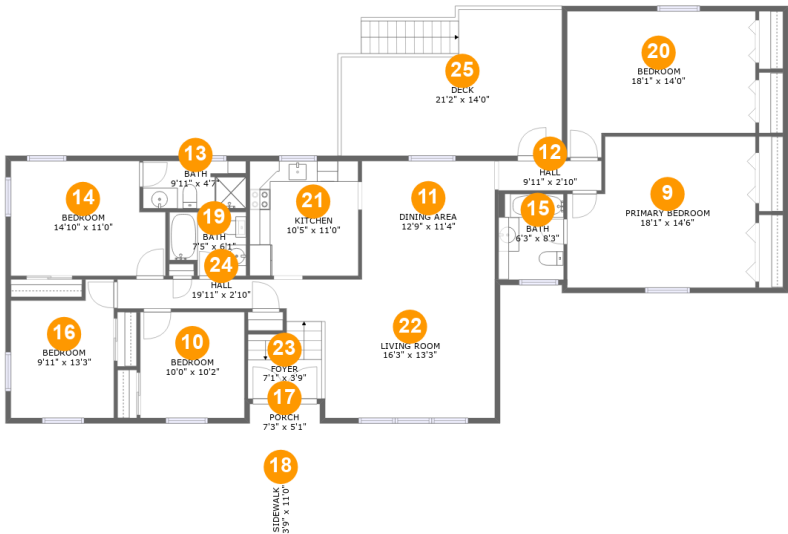 20
BEDROOM
18'1" x 14'0"
25
DECK
21'2" x 14'0"
13
BATH
9'11" x 4'7"
12
HALL
9'11" x 2'10"
14
BEDROOM
14'10" x 11'0"
21
KITCHEN
10'5" x 11'0"
11
DINING AREA
12'9" x 11'4"
9
PRIMARY BEDROOM
18'1" x 14'6"
19
BATH
7'5" x 6'1"
15
BATH
6'3" x 8'3"
24
HALL
19'11" x 2'10"
16
BEDROOM
9'11" x 13'3"
10
BEDROOM
10'0" x 10'2"
23
FOYER
7'1" x 3'9"
22
LIVING ROOM
16'3" x 13'3"
17
PORCH
7'3" x 5'1"
18
SIDEWALK
3'9" x 11'0"